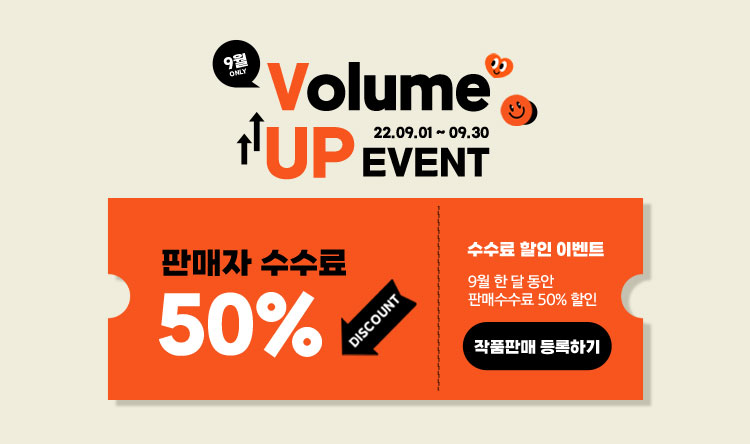 9월
ONLY
Volume
22.09.01 ~ 09.30
UP EVENT
판매자 수수료
50%
DISCOUNT
수수료 할인 이벤트
9월 한 달 동안
판매수수료 50% 할인
작품판매 등록하기